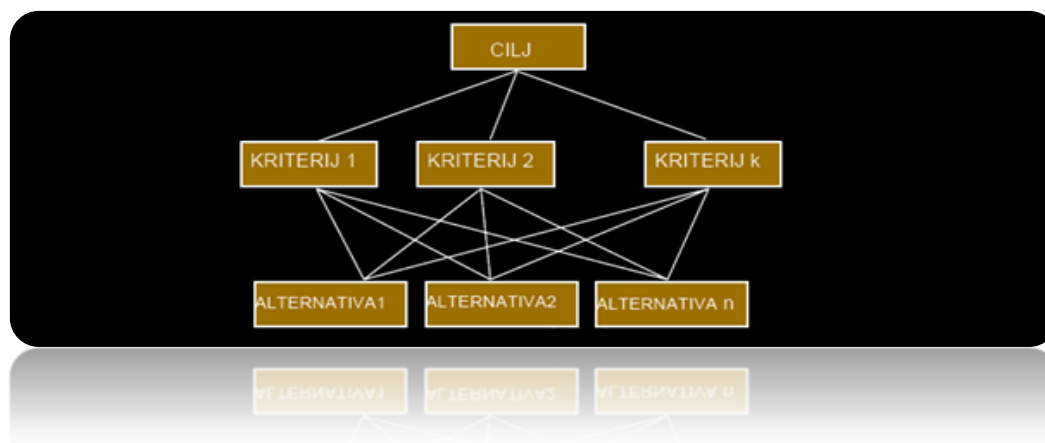 CILJ
KRITERIJ 1 KRITERIJ 2 KRITERIJ k
ALTERNATIVA1 ALTERNATIVA2 ALTERNATIVA n